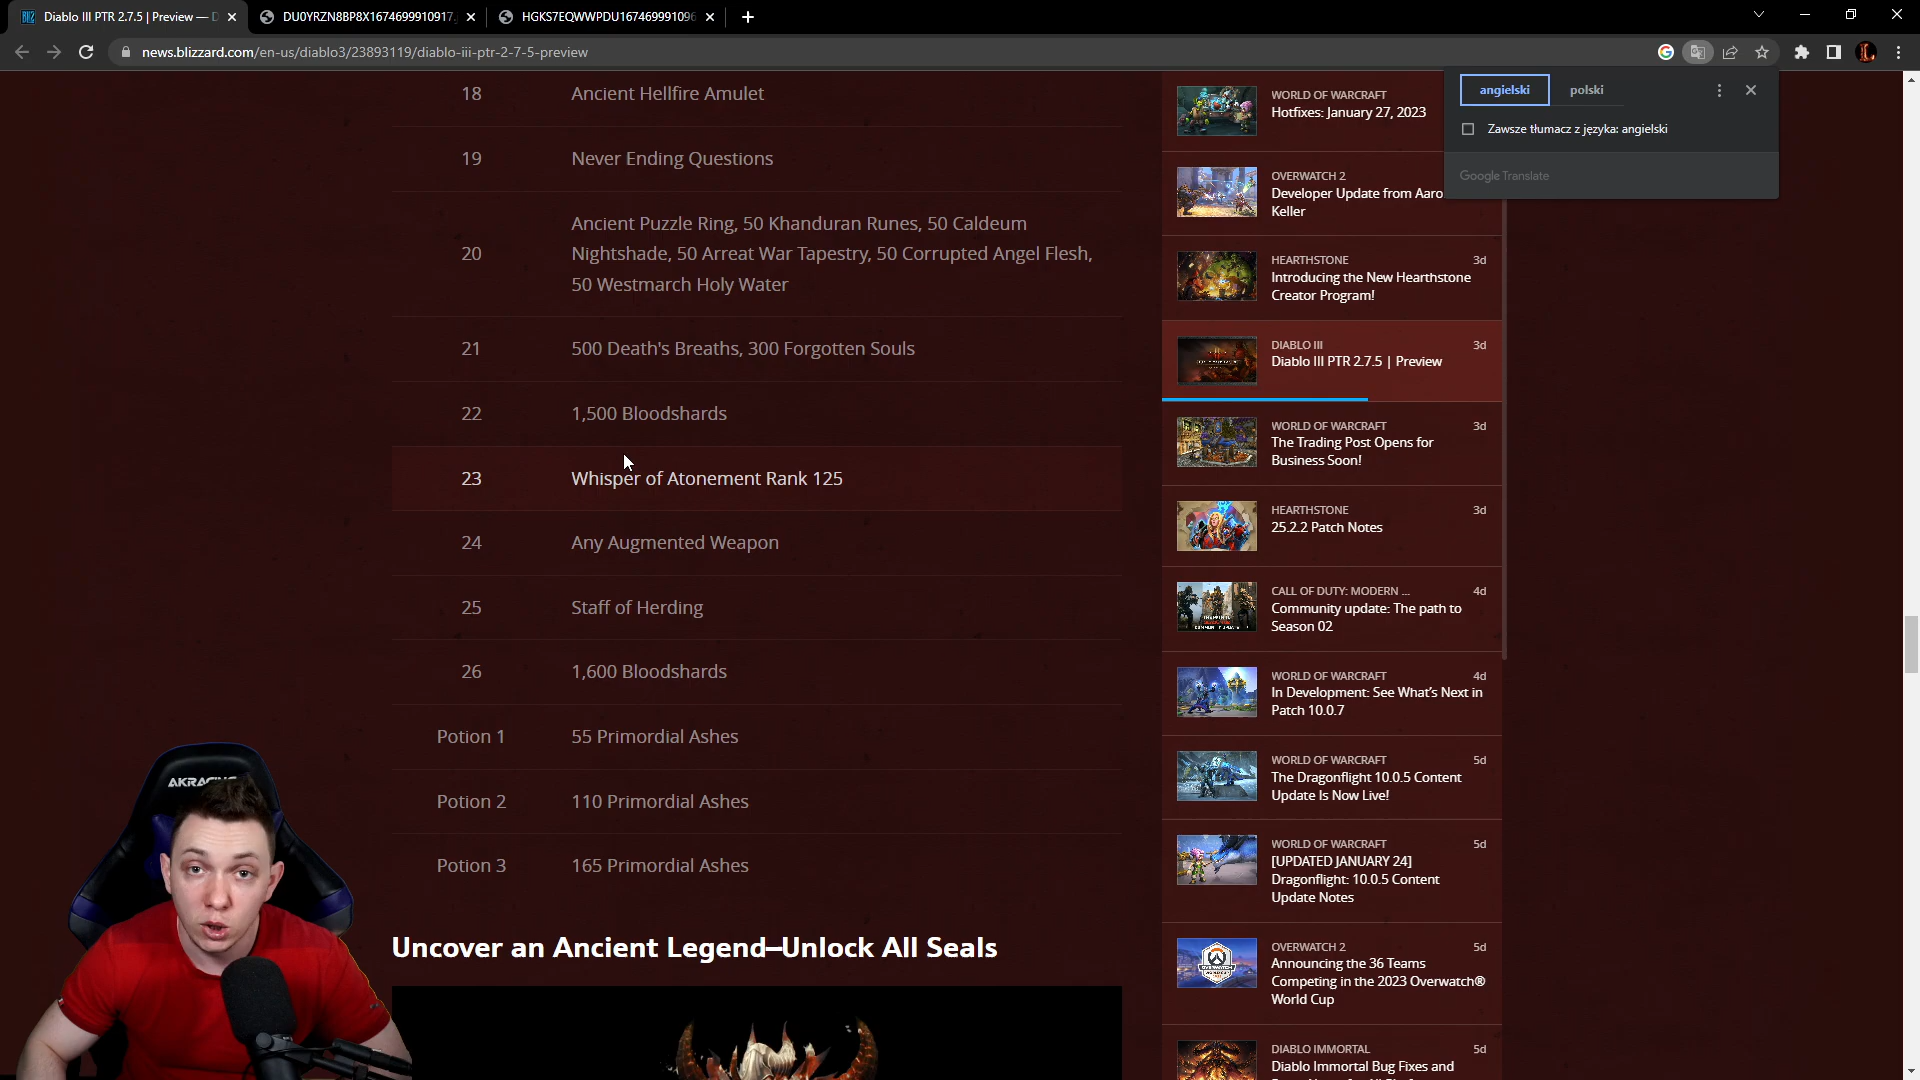 Diablo III PTR 2.7.5 | Preview — D
DU0YRZN8BP8X1674699910917.j
HGKS7EQWWPDU1674699991096
news.blizzard.com/en-us/diablo3/23893119/diablo-iii-ptr-2-7-5-preview
angielski polski
Zawsze tłumacz z języka: angielski
Google Translate
18 Ancient Hellfire Amulet
19 Never Ending Questions
20 Ancient Puzzle Ring, 50 Khanduran Runes, 50 Caldeum
Nightshade, 50 Arreat War Tapestry, 50 Corrupted Angel Flesh,
50 Westmarch Holy Water
21 500 Death's Breaths, 300 Forgotten Souls
22 1,500 Bloodshards
23 Whisper of Atonement Rank 125
24 Any Augmented Weapon
25 Staff of Herding
26 1,600 Bloodshards
Potion 1 55 Primordial Ashes
Potion 2 110 Primordial Ashes
Potion 3 165 Primordial Ashes
Uncover an Ancient Legend—Unlock All Seals
AKRACING
WORLD OF WARCRAFT
Hotfixes: January 27, 2023
OVERWATCH 2
Developer Update from Aaro
Keller
HEARTHSTONE 3d
Introducing the New Hearthstone
Creator Program!
DIABLO III 3d
Diablo III PTR 2.7.5 | Preview
WORLD OF WARCRAFT 3d
The Trading Post Opens for
Business Soon!
HEARTHSTONE 3d
25.2.2 Patch Notes
CALL OF DUTY: MODERN ... 4d
Community update: The path to
Season 02
WORLD OF WARCRAFT 4d
In Development: See What's Next in
Patch 10.0.7
WORLD OF WARCRAFT 5d
The Dragonflight 10.0.5 Content
Update Is Now Live!
WORLD OF WARCRAFT 5d
[UPDATED JANUARY 24]
Dragonflight: 10.0.5 Content
Update Notes
OVERWATCH 2 5d
Announcing the 36 Teams
Competing in the 2023 Overwatch®
World Cup
DIABLO IMMORTAL 5d
Diablo Immortal Bug Fixes and